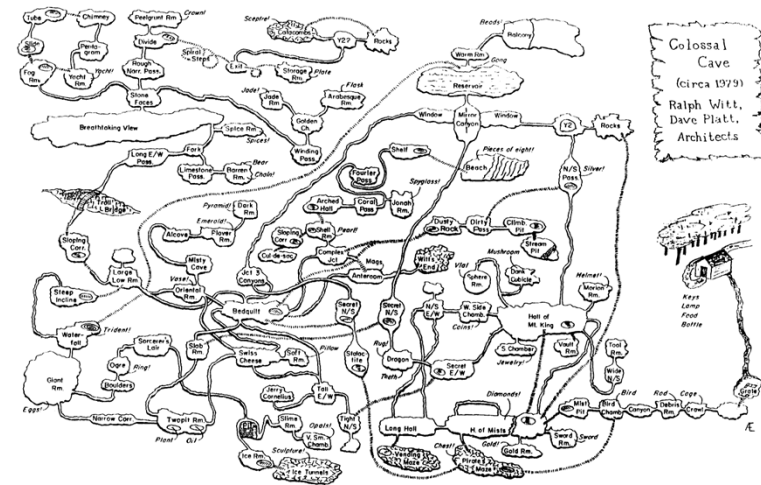 Tube
Chimney
Peelgrunt Rm.
Crown!
Slide
Pentagram
Divide
Spiral Steps
Sceptre!
Catacombs
Y2?
Rocks
Exit
Storage Rm.
Plate
Beads!
Balcony
Warm Rm.
Gong
Reservoir
Colossal
Cave
(circa 1979)
Ralph Witt,
Dave Platt,
Architects
Fog Rm.
Yacht Rm.
Yacht!
Rough
Narr. Pass.
Stone
Faces
Jade!
Jade Rm.
Flask
Arabesque Rm.
Golden Ch.
Winding Pass.
Breathtaking View
Spice Rm.
Spices!
Fork
Long E/W
Pass.
Limestone
Pass.
Barren Rm.
Bear
Chain!
Window
Mirror
Canyon
Window
Y2
Rocks
Shelf
Pieces of eight!
Beach
Fourier
Pass
N/S
Pass.
Silver!
Spyglass!
Troll
Bridge
Pyramid!
Dark
Rm.
Emerald!
Alcove
Plover
Rm.
Arched
Hall
Coral
Pass
Jonah
Rm.
Sloping
Corr.
Shell
Rm.
Pearl!
Cul-de-sac
Complex
Jct
Dusty
Rock
Dirty
Pass
Climb.
Pit
Stream
Pit
Sloping
Corr.
Misty
Cave
Large
Low Rm
Vase!
Oriental
Rm.
Jct 3
Canyons
Mags
Anteroom
Witt's
End
Mushroom
Vial
Sphere
Rm.
Dank
Cubicle
Helmet!
Morion
Rm.
Steep
Incline
Bedquilt
Secret
N/S
Secret
N/S
N/S
E/W
W. Side
Chamb.
Coins!
Hall of
Mt. King
Keys
Lamp
Food
Bottle
Waterfall
Trident!
Sorcerer's
Lair
Slab
Rm.
Swiss
Cheese
Soft
Rm.
Pillow
Stalactite
Rug!
Dragon
Teeth
Secret
E/W
S. Chamber
Jewelry!
Vault
Rm.
Tool
Rm.
Wide
N/S
Ogre
Ring!
Boulders
Giant
Rm.
Eggs!
Narrow Corr.
Twopit Rm.
Plant
Oil
Jerry
Cornelius
Tall
E/W
Tight
N/S
Slime
Rm.
Opals!
V. Sm.
Chamb
Ice Rm
Sculpture!
Ice Tunnels
Long Hall
Diamonds!
H. of Mists
Vending
Maze
Chest!
Pirate's
Maze
Gold!
Gold Rm.
Sword
Rm.
Sword
Mist
Pit
Bird
Bird
Chamb
Canyon
Rod
Debris
Rm.
Cage
Crawl
Grate
Æ